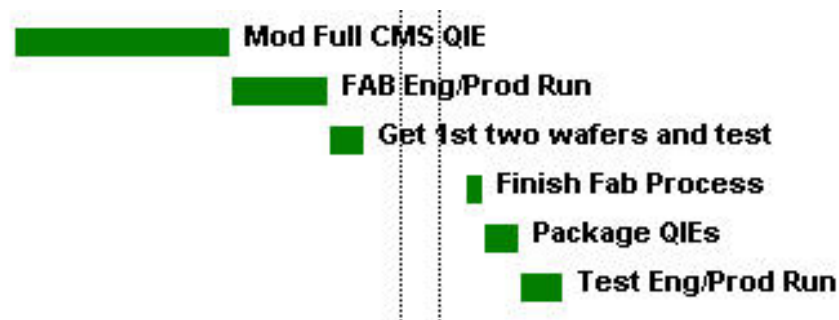 Mod Full CMS QIE
FAB Eng/Prod Run
Get 1st two wafers and test
Finish Fab Process
Package QIEs
Test Eng/Prod Run